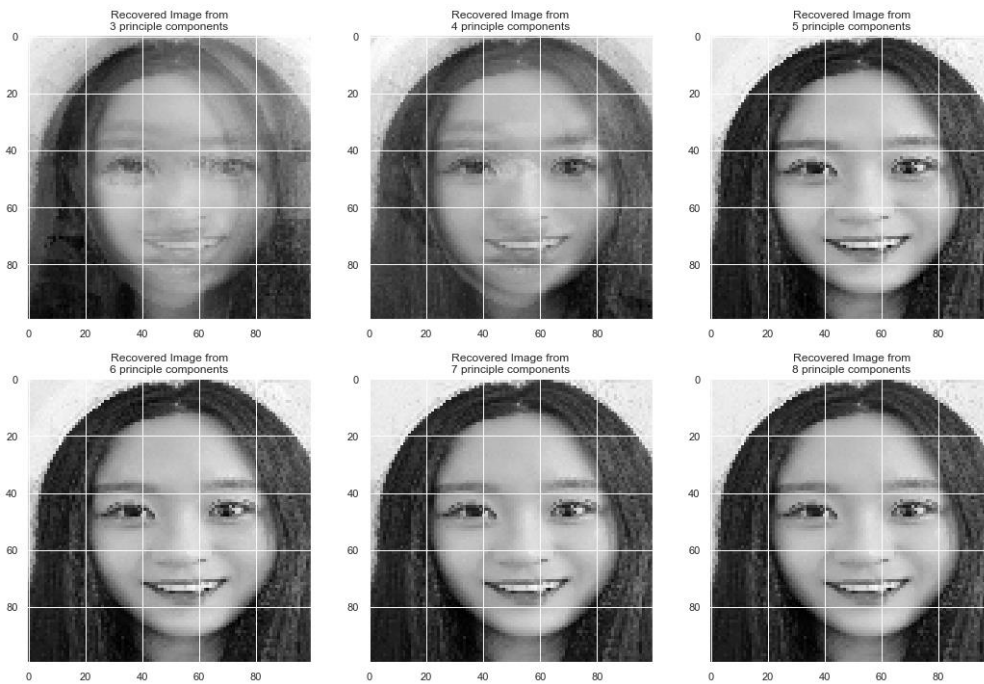 Recovered Image from
3 principle components
Recovered Image from
4 principle components
Recovered Image from
5 principle components
0
20
40
60
80
0
20
40
60
80
0
20
40
60
80
0 20 40 60 80
0 20 40 60 80
0 20 40 60 80
Recovered Image from
6 principle components
Recovered Image from
7 principle components
Recovered Image from
8 principle components
0
20
40
60
80
0
20
40
60
80
0
20
40
60
80
0 20 40 60 80
0 20 40 60 80
0 20 40 60 80